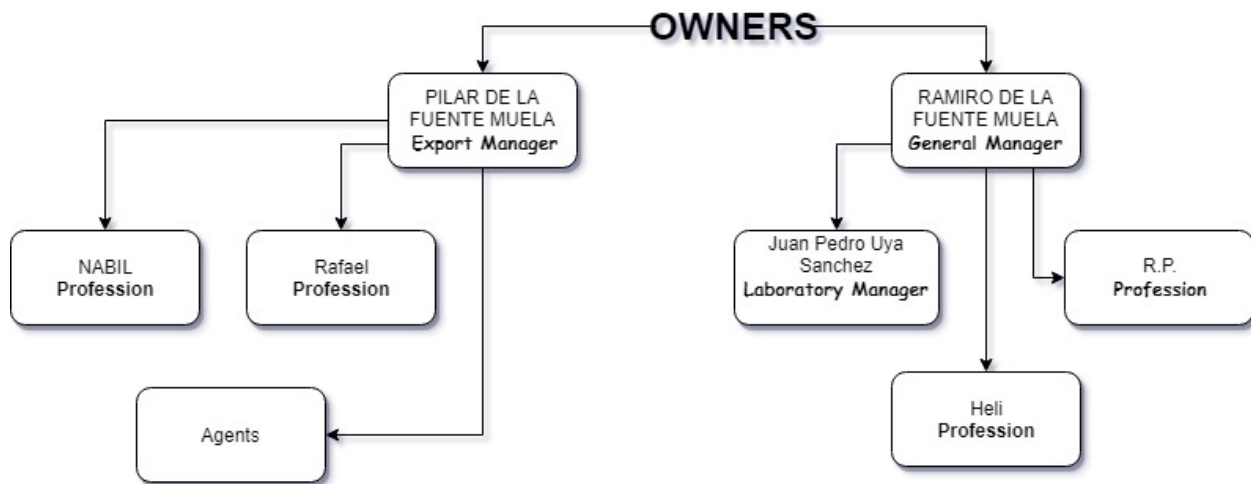 OWNERS
PILAR DE LA
FUENTE MUELA
Export Manager
RAMIRO DE LA
FUENTE MUELA
General Manager
NABIL
Profession
Rafael
Profession
Juan Pedro Uya
Sanchez
Laboratory Manager
R.P.
Profession
Agents
Heli
Profession